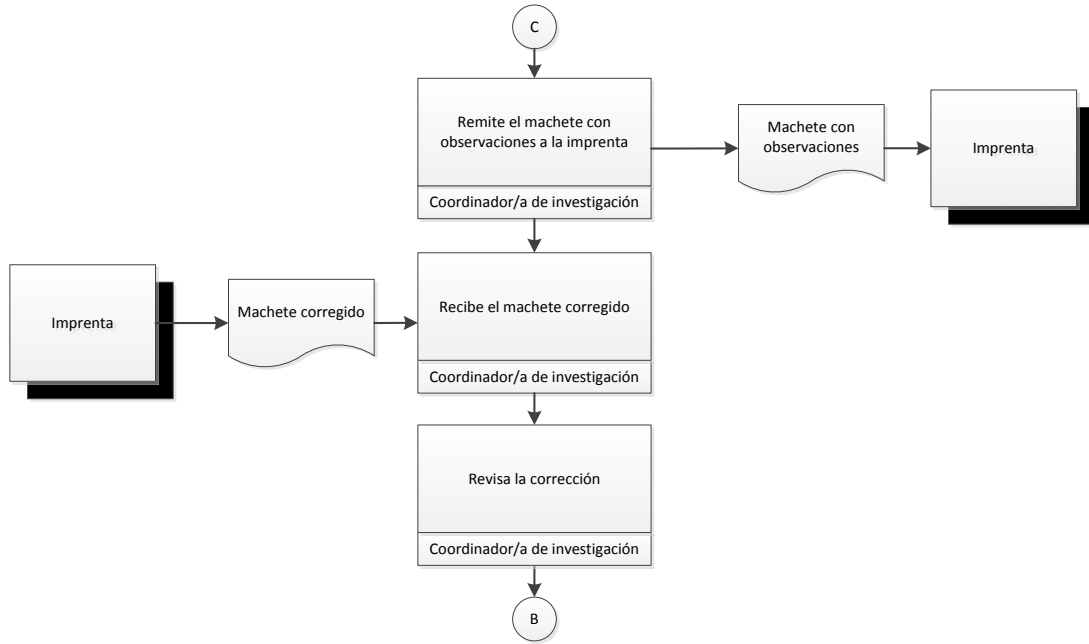 C
Remite el machete con
observaciones a la imprenta
Coordinador/a de investigación
Machete con
observaciones
Imprenta
Imprenta
Machete corregido
Recibe el machete corregido
Coordinador/a de investigación
Revisa la corrección
Coordinador/a de investigación
B